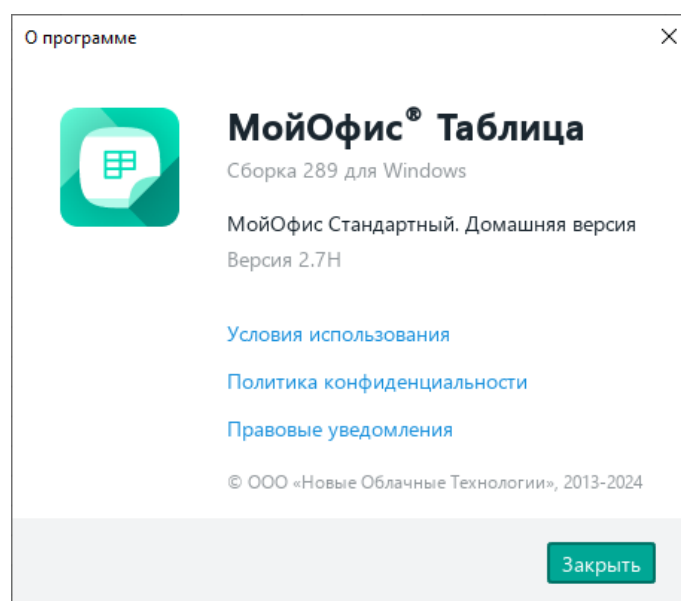 О программе
МойОфис® Таблица
Сборка 289 для Windows
МойОфис Стандартный. Домашняя версия
Версия 2.7Н
Условия использования
Политика конфиденциальности
Правовые уведомления
© ООО «Новые Облачные Технологии», 2013-2024
Закрыть